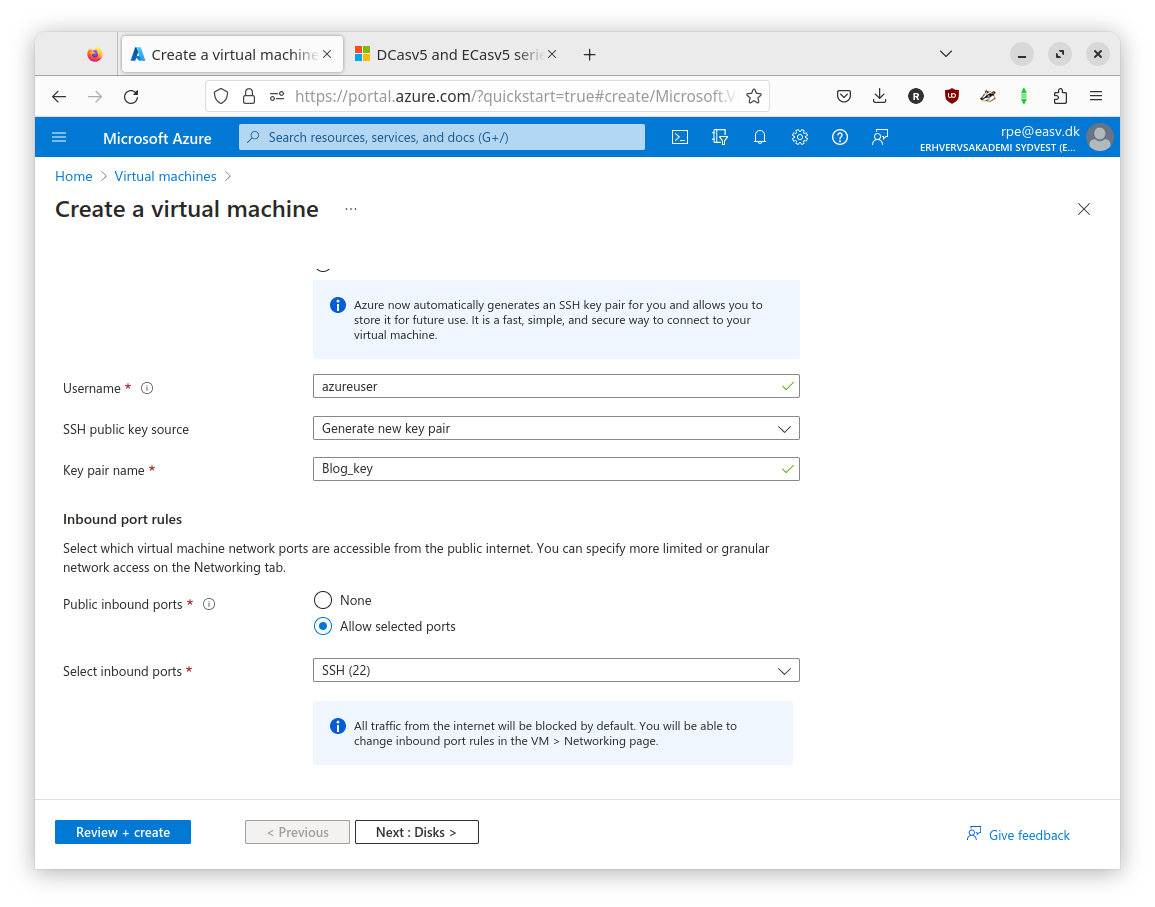 Create a virtual machine
DCasv5 and ECasv5 serie
https://portal.azure.com/?quickstart=true#create/Microsoft.V
R
Microsoft Azure
Search resources, services, and docs (G+/)
rpe@easv.dk
ERHVERVSAKADEMI SYDVEST (E...
Home > Virtual machines >
Create a virtual machine ...
Azure now automatically generates an SSH key pair for you and allows you to
store it for future use. It is a fast, simple, and secure way to connect to your
virtual machine.
Username *
azureuser
SSH public key source
Generate new key pair
Key pair name *
Blog_key
Inbound port rules
Select which virtual machine network ports are accessible from the public internet. You can specify more limited or granular
network access on the Networking tab.
Public inbound ports *
None
Allow selected ports
Select inbound ports *
SSH (22)
All traffic from the internet will be blocked by default. You will be able to
change inbound port rules in the VM > Networking page.
Review + create
< Previous
Next : Disks >
Give feedback